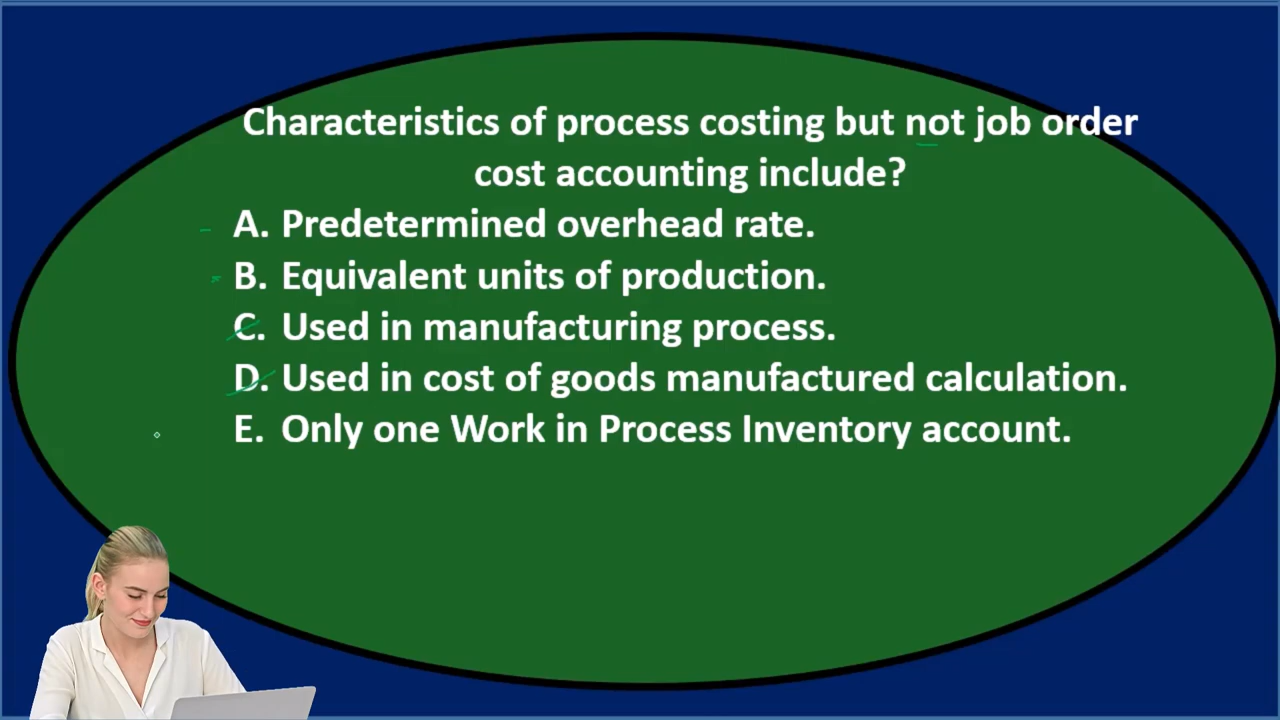 Characteristics of process costing but not job order
cost accounting include?
A. Predetermined overhead rate.
B. Equivalent units of production.
C. Used in manufacturing process.
D. Used in cost of goods manufactured calculation.
E. Only one Work in Process Inventory account.